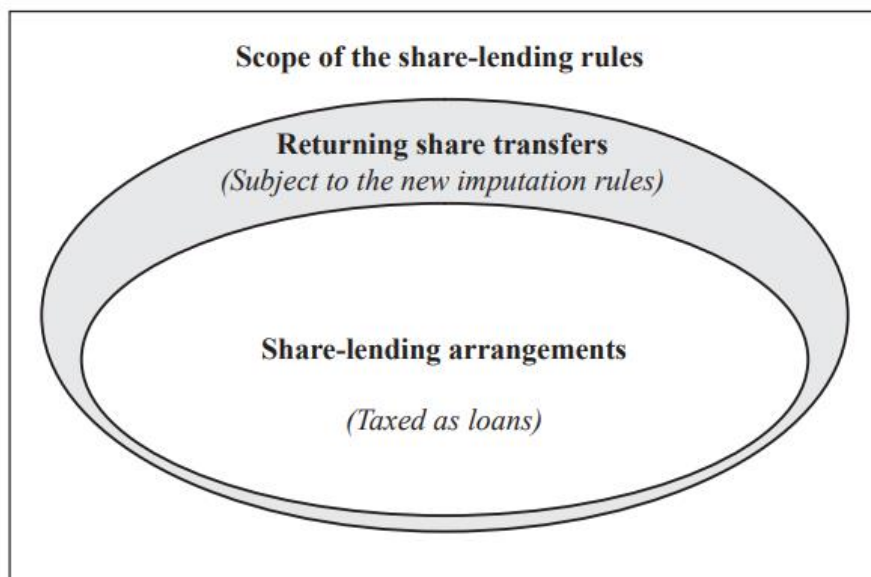 Scope of the share-lending rules
Returning share transfers
(Subject to the new imputation rules)
Share-lending arrangements
(Taxed as loans)